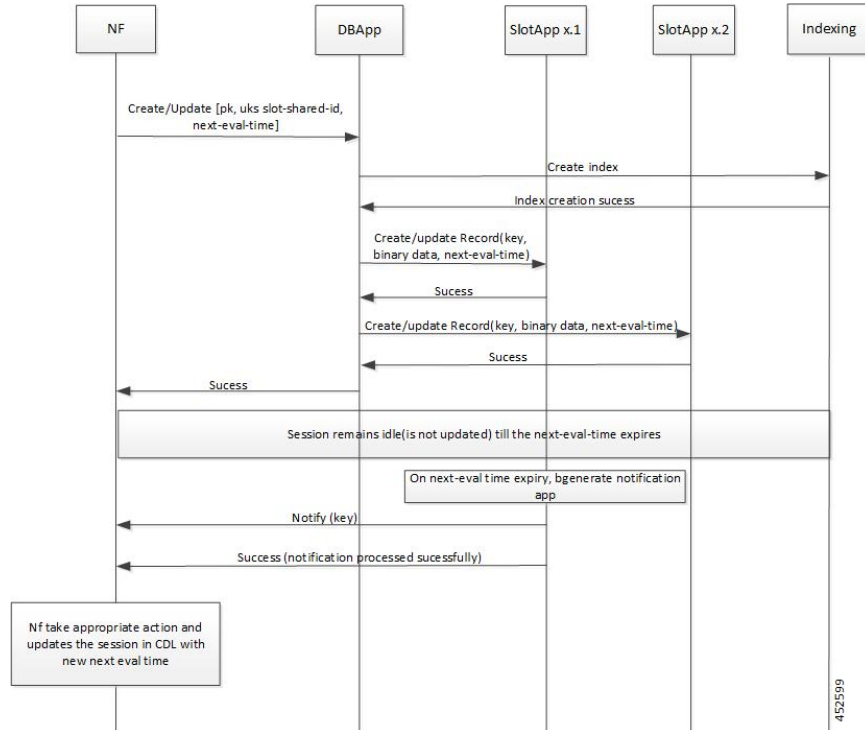 NF
DBApp
SlotApp x.1
SlotApp x.2
Indexing
Create/Update [pk, uks slot-shared-id,
next-eval-time]
Create index
Index creation sucess
Create/update Record(key,
binary data, next-eval-time)
Sucess
Create/update Record(key, binary data, next-eval-time)
Sucess
Sucess
Session remains idle(is not updated) till the next-eval-time expires
On next-eval time expiry, bgenerate notification
app
Notify (key)
Success (notification processed sucessfully)
Nf take appropriate action and
updates the session in CDL with
new next eval time
452599